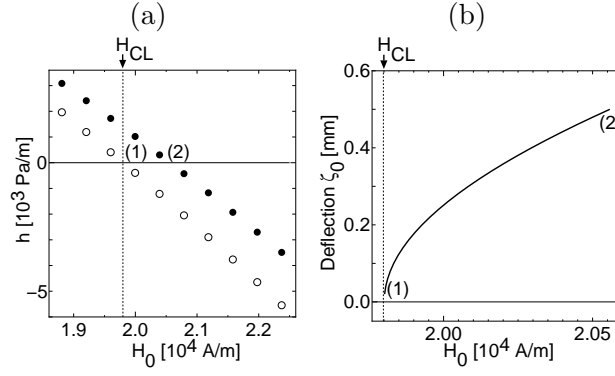 (a)
(b)
H_CL
H_CL
h [10^3 Pa/m]
0
−5
(1)
(2)
1.9
2.0
2.1
2.2
H_0 [10^4 A/m]
Deflection ζ_0 [mm]
0.6
0.4
0.2
0.0
(1)
(2
2.00
2.05
H_0 [10^4 A/m]